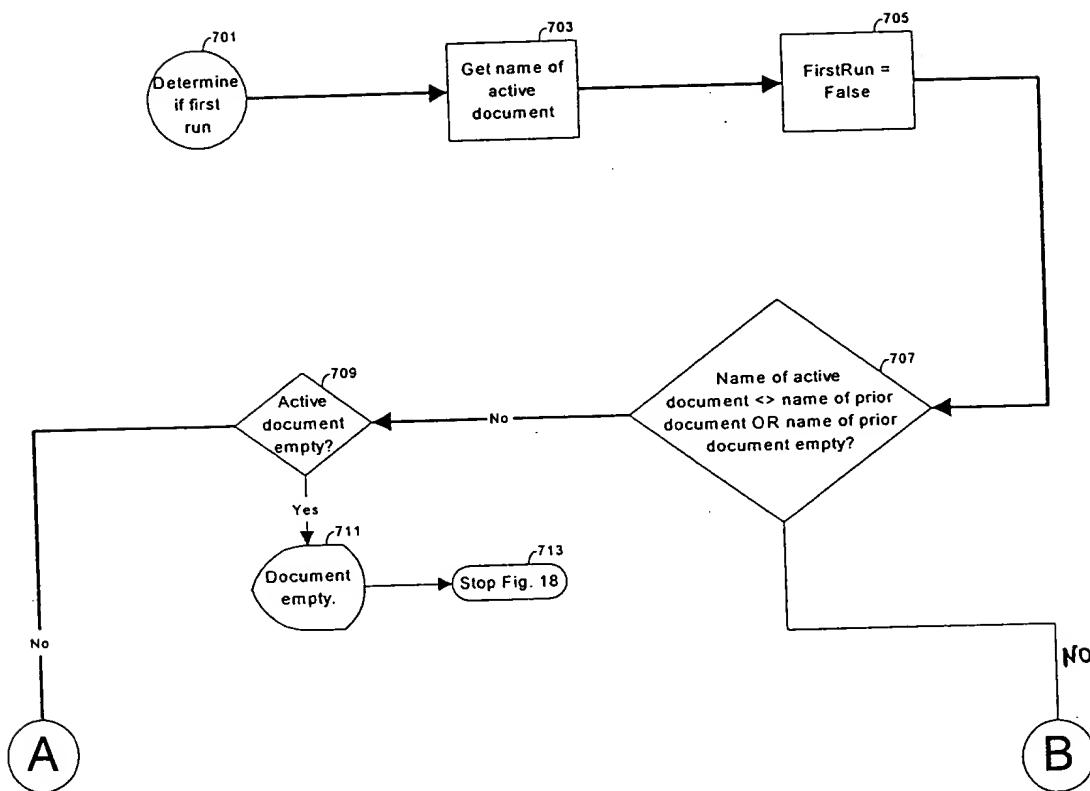 701
Determine
if first
run
703
Get name of
active
document
705
FirstRun =
False
707
Name of active
document <> name of prior
document OR name of prior
document empty?
No
709
Active
document
empty?
Yes
711
Document
empty.
713
Stop Fig. 18
No
A
NO
B